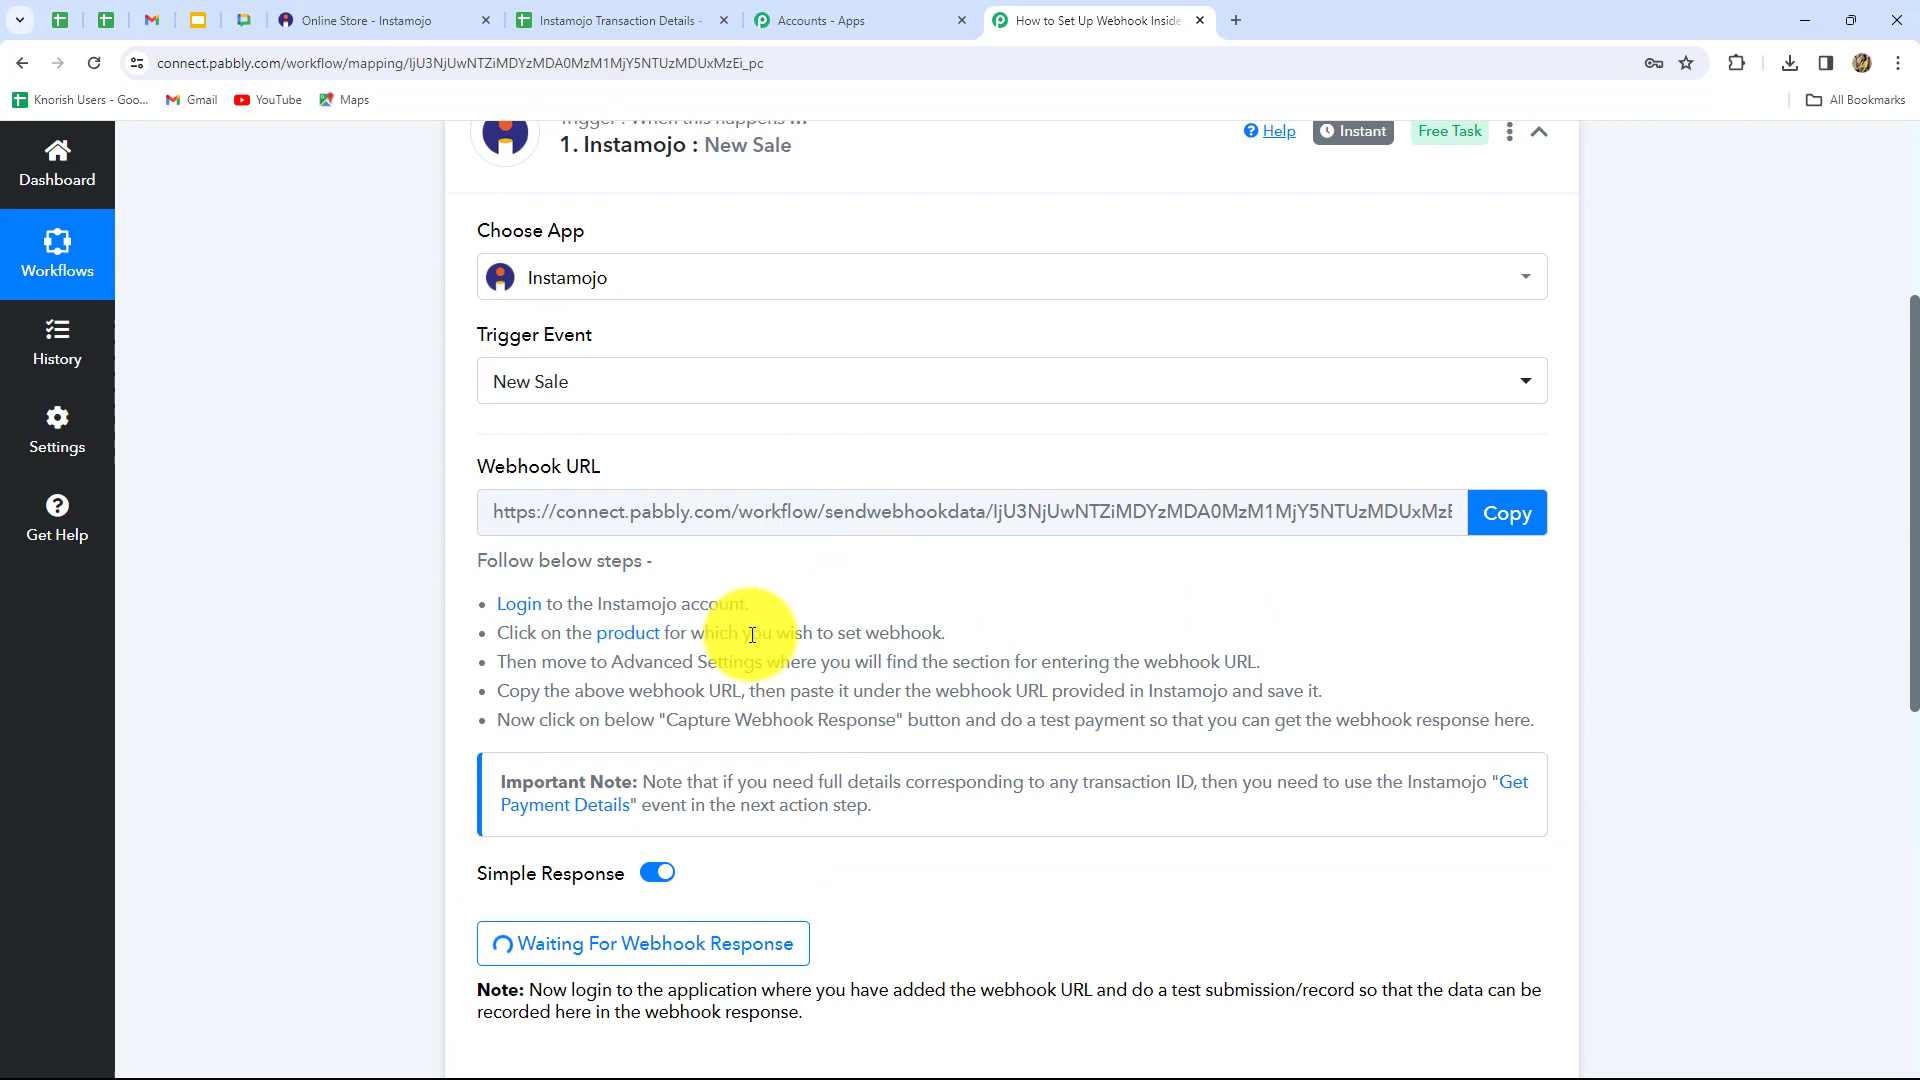 Online Store - Instamojo
Instamojo Transaction Details -
Accounts - Apps
How to Set Up Webhook Inside
connect.pabbly.com/workflow/mapping/IjU3NjUwNTZiMDYzMDA0MzM1MjY5NTUzMDUxMzEi_pc
Knorish Users - Goo...
Gmail
YouTube
Maps
All Bookmarks
Dashboard
Workflows
History
Settings
Get Help
Trigger : When this happens ...
1. Instamojo : New Sale
Help
Instant
Free Task
Choose App
Instamojo
Trigger Event
New Sale
Webhook URL
https://connect.pabbly.com/workflow/sendwebhookdata/IjU3NjUwNTZiMDYzMDA0MzM1MjY5NTUzMDUxMzE
Copy
Follow below steps -
• Login to the Instamojo account.
• Click on the product for which you wish to set webhook.
• Then move to Advanced Settings where you will find the section for entering the webhook URL.
• Copy the above webhook URL, then paste it under the webhook URL provided in Instamojo and save it.
• Now click on below "Capture Webhook Response" button and do a test payment so that you can get the webhook response here.
Important Note: Note that if you need full details corresponding to any transaction ID, then you need to use the Instamojo "Get
Payment Details" event in the next action step.
Simple Response
Waiting For Webhook Response
Note: Now login to the application where you have added the webhook URL and do a test submission/record so that the data can be
recorded here in the webhook response.